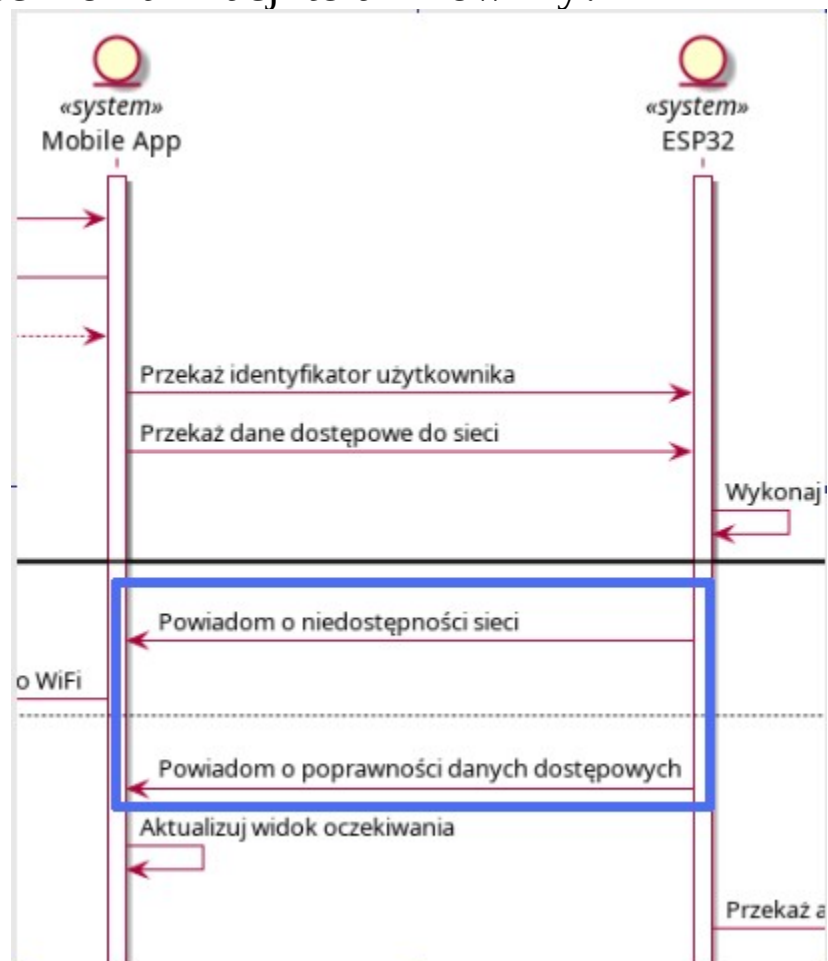 «system»
Mobile App
«system»
ESP32
Przekaż identyfikator użytkownika
Przekaż dane dostępowe do sieci
Wykonaj
Powiadom o niedostępności sieci
o WiFi
Powiadom o poprawności danych dostępowych
Aktualizuj widok oczekiwania
Przekaż a